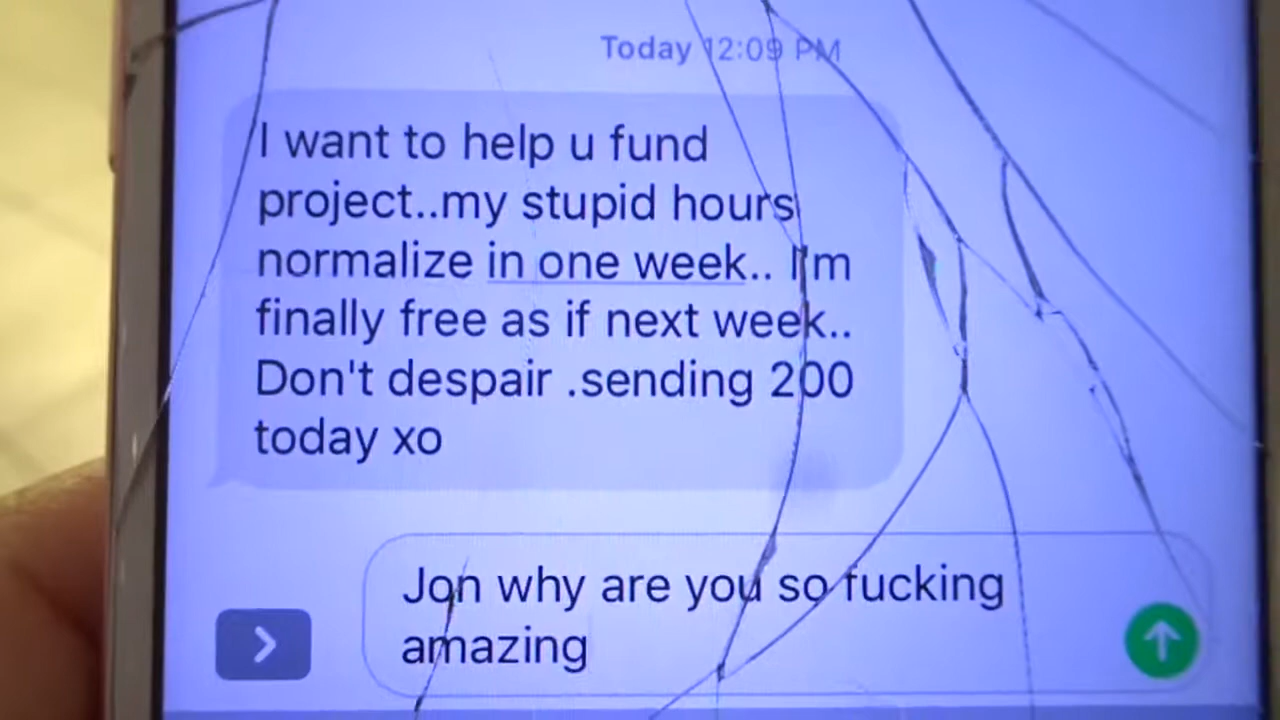 Today 12:09 PM
I want to help u fund
project..my stupid hours
normalize in one week.. I'm
finally free as if next week..
Don't despair .sending 200
today xo
Jon why are you so fucking
amazing